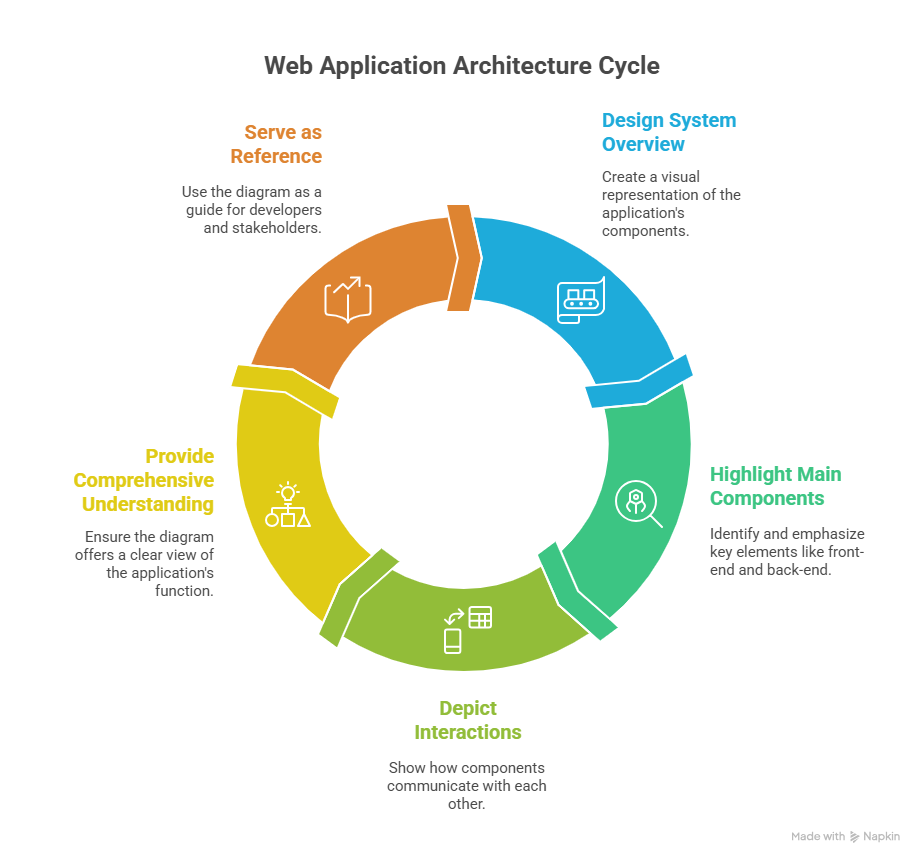 Web Application Architecture Cycle
Design System
Overview
Create a visual
representation of the
application's
components.
Highlight Main
Components
Identify and emphasize
key elements like front-
end and back-end.
Depict
Interactions
Show how components
communicate with each
other.
Provide
Comprehensive
Understanding
Ensure the diagram
offers a clear view of
the application's
function.
Serve as
Reference
Use the diagram as a
guide for developers
and stakeholders.
Made with Napkin